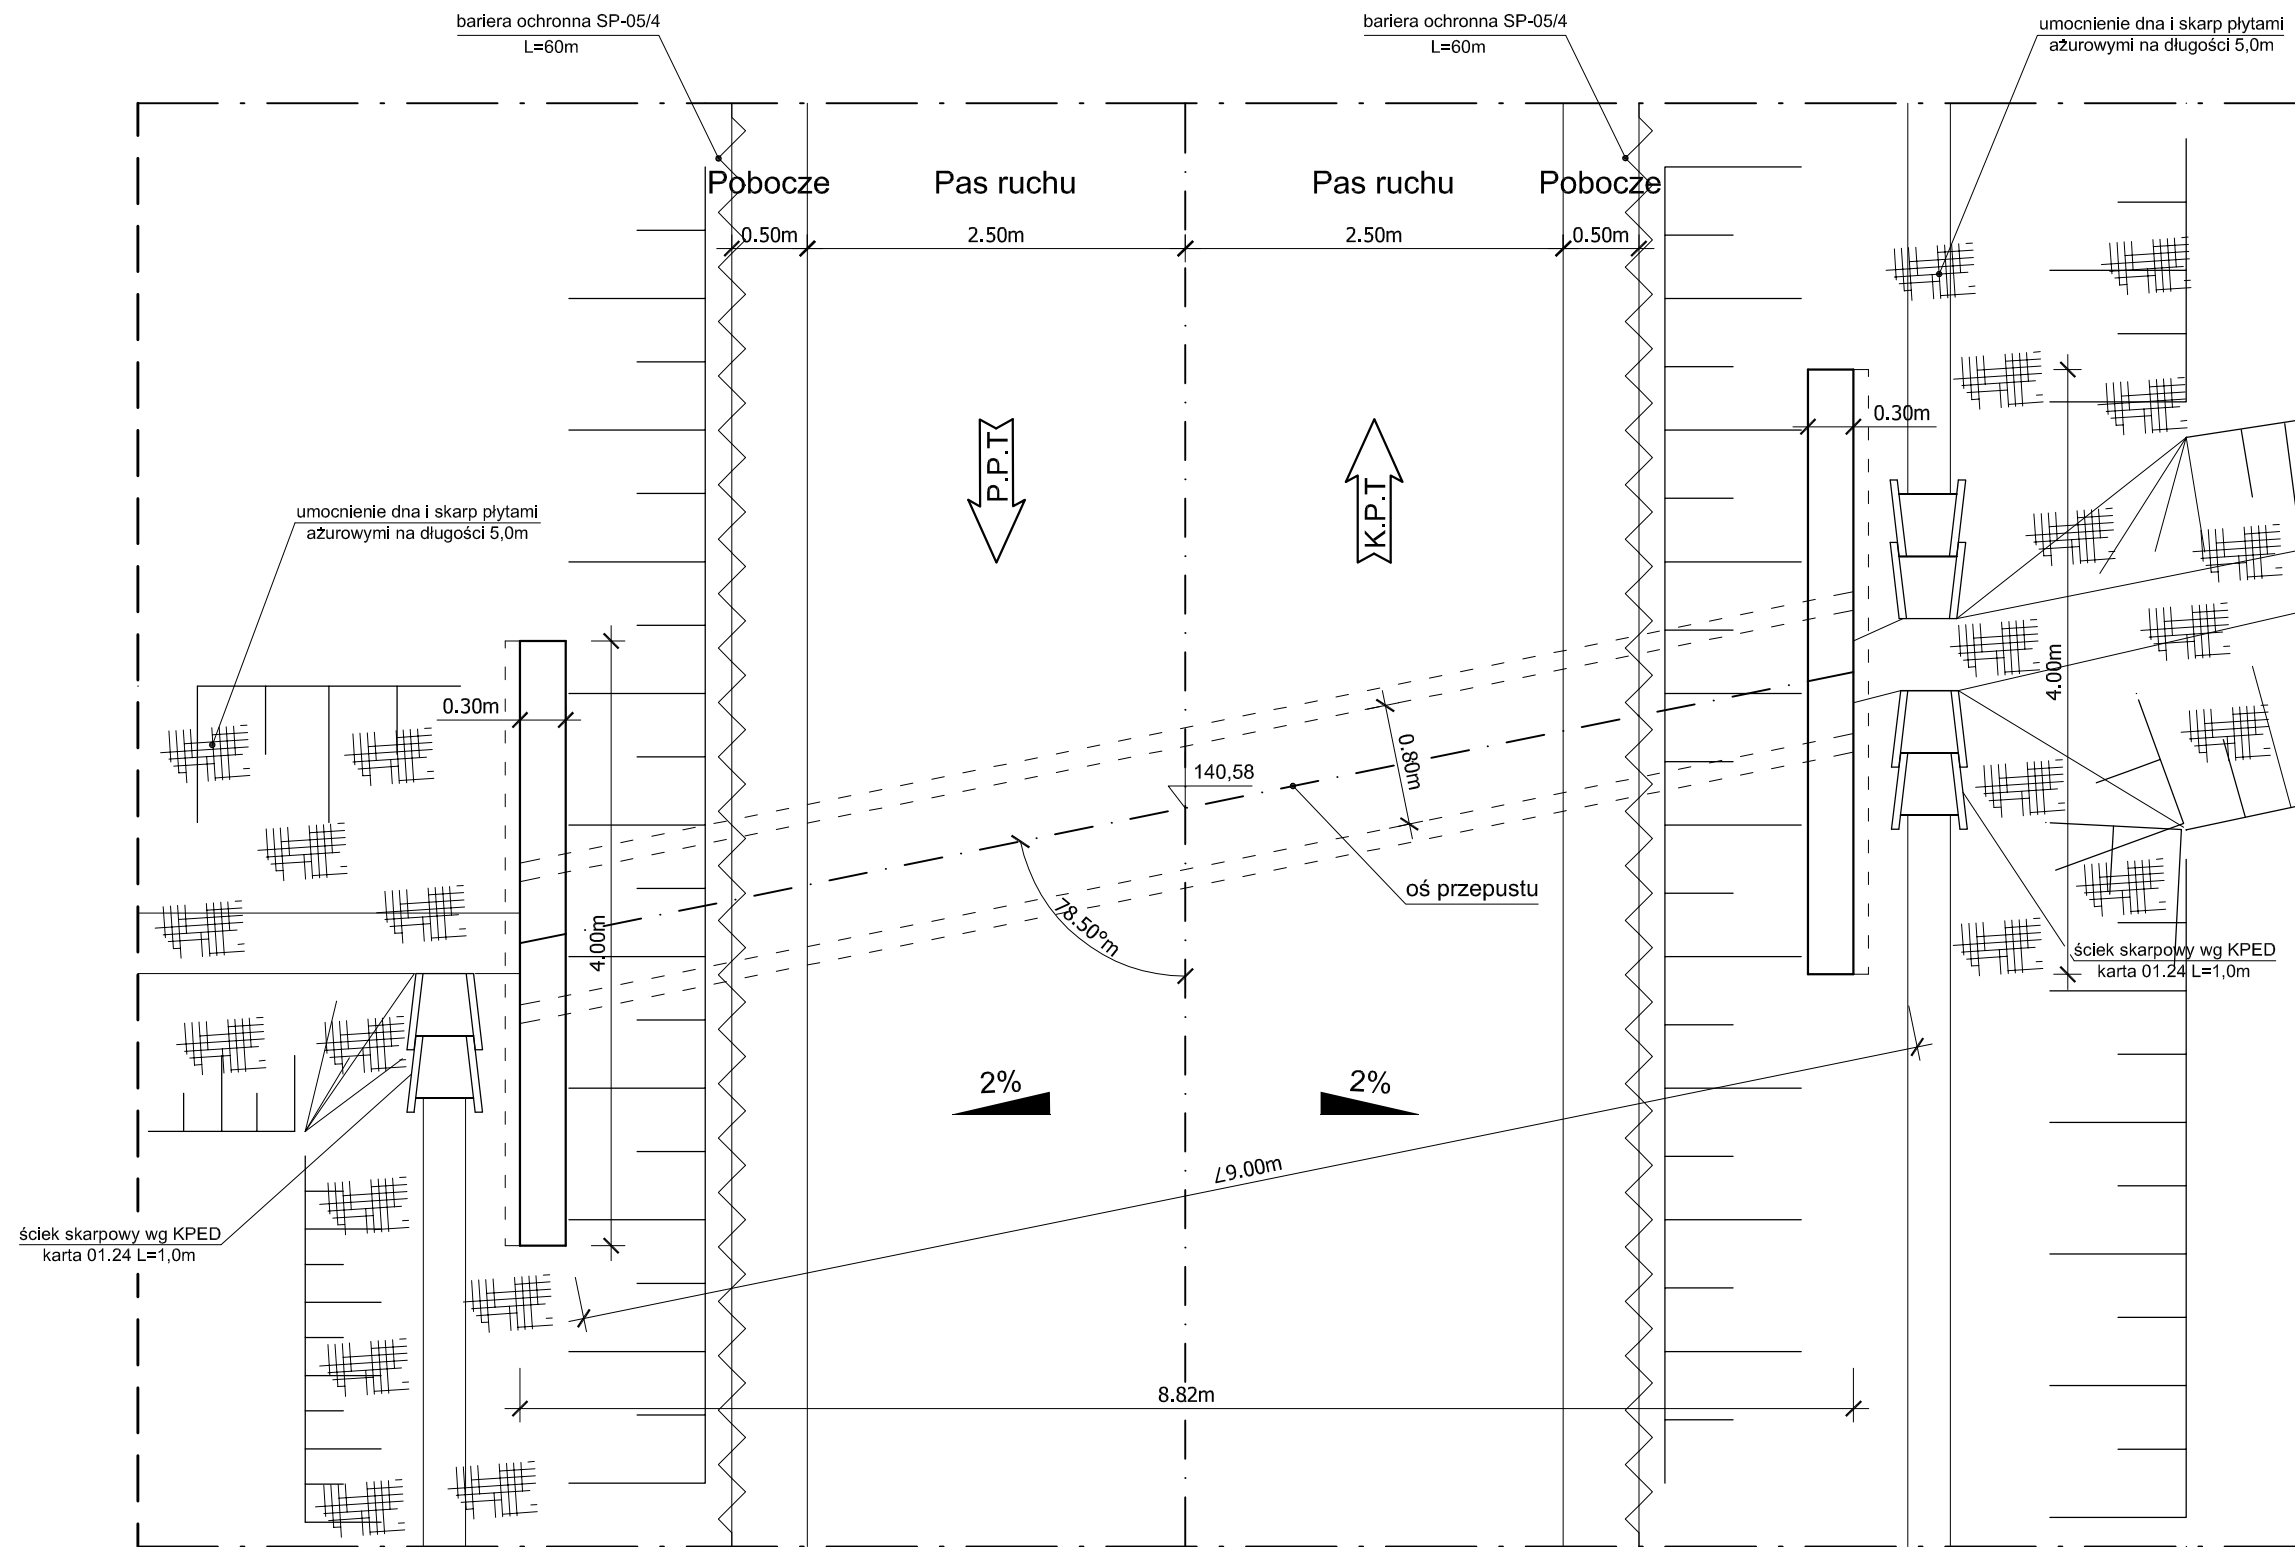 bariera ochronna SP-05/4
L=60m
bariera ochronna SP-05/4
L=60m
umocnienie dna i skarp płytami
ażurowymi na długości 5,0m
Pobocze
Pas ruchu
Pas ruchu
Pobocze
0.50m
2.50m
2.50m
0.50m
P.P.T
K.P.T
0.30m
umocnienie dna i skarp płytami
ażurowymi na długości 5,0m
0.30m
4.00m
0.80m
140,58
oś przepustu
78.50°m
4.00m
ściek skarpowy wg KPED
karta 01.24 L=1,0m
2%
2%
∠9.00m
ściek skarpowy wg KPED
karta 01.24 L=1,0m
8.82m